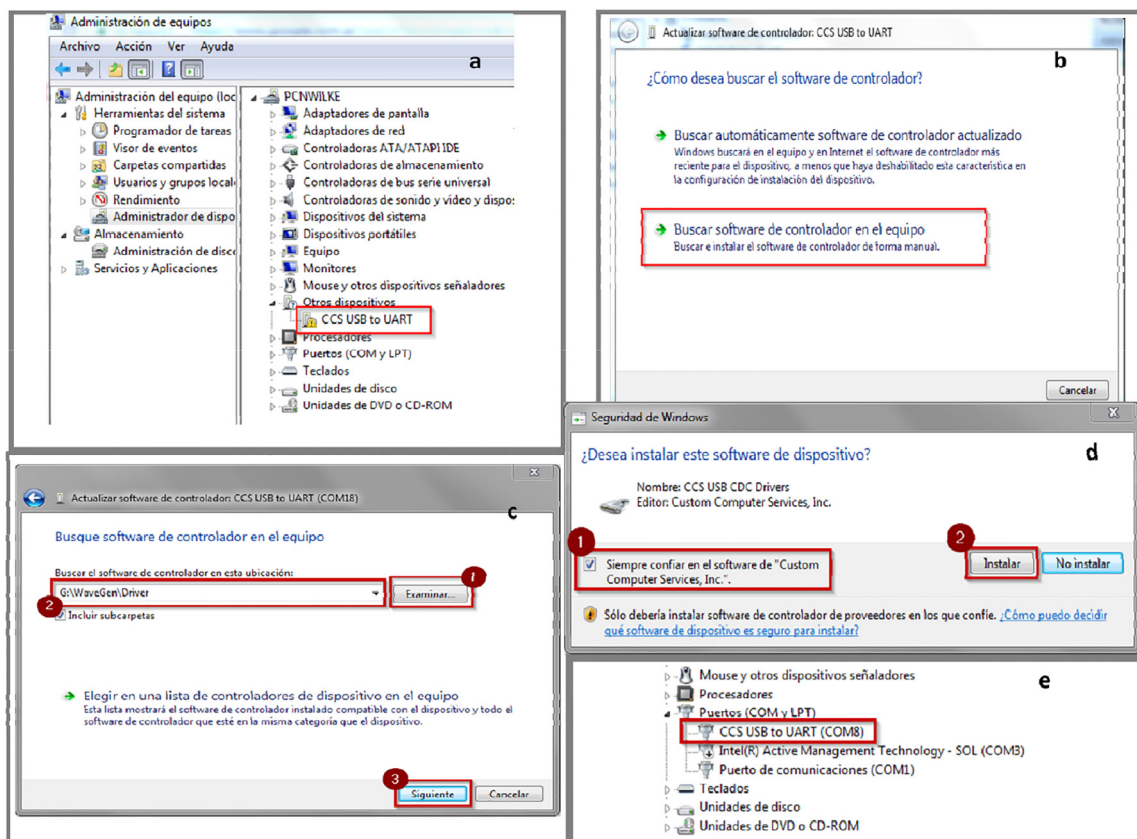 Administración de equipos
Archivo Acción Ver Ayuda
a
Administración del equipo (loc
Herramientas del sistema
Programador de tareas
Visor de eventos
Carpetas compartidas
Usuarios y grupos local
Rendimiento
Administrador de dispo
Almacenamiento
Administración de disco
Servicios y Aplicaciones
PCNWILKE
Adaptadores de pantalla
Adaptadores de red
Controladoras ATA/ATAPI IDE
Controladoras de almacenamiento
Controladoras de bus serie universal
Controladoras de sonido y video y dispos
Dispositivos del sistema
Dispositivos portátiles
Equipo
Monitores
Mouse y otros dispositivos señaladores
Otros dispositivos
CCS USB to UART
Procesadores
Puertos (COM y LPT)
Teclados
Unidades de disco
Unidades de DVD o CD-ROM
Actualizar software de controlador: CCS USB to UART
b
¿Cómo desea buscar el software de controlador?
Buscar automáticamente software de controlador actualizado
Windows buscará en el equipo y en Internet el software de controlador más
reciente para el dispositivo, a menos que haya deshabilitado esta característica en
la configuración de instalación del dispositivo.
Buscar software de controlador en el equipo
Buscar e instalar el software de controlador de forma manual.
Cancelar
Actualizar software de controlador: CCS USB to UART (COM18)
c
Busque software de controlador en el equipo
Buscar el software de controlador en esta ubicación:
G:\WaveGen\Driver
Examinar...
1
2
Incluir subcarpetas
Elegir en una lista de controladores de dispositivo en el equipo
Esta lista mostrará el software de controlador instalado compatible con el dispositivo y todo el
software de controlador que esté en la misma categoría que el dispositivo.
3
Siguiente
Cancelar
Seguridad de Windows
X
¿Desea instalar este software de dispositivo?
d
Nombre: CCS USB CDC Drivers
Editor: Custom Computer Services, Inc.
1
2
Siempre confiar en el software de "Custom
Computer Services, Inc.".
Instalar
No instalar
Sólo debería instalar software de controlador de proveedores en los que confíe. ¿Cómo puedo decidir
qué software de dispositivo es seguro para instalar?
e
Mouse y otros dispositivos señaladores
Procesadores
Puertos (COM y LPT)
CCS USB to UART (COM8)
Intel(R) Active Management Technology - SOL (COM3)
Puerto de comunicaciones (COM1)
Teclados
Unidades de disco
Unidades de DVD o CD-ROM